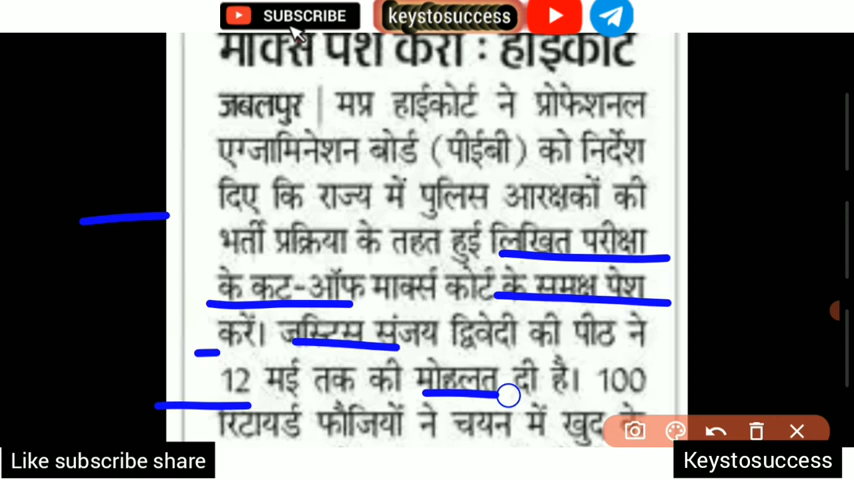 SUBSCRIBE
keystosuccess
मार्क्स पेश करो : हाईकोर्ट
जबलपुर | मप्र हाईकोर्ट ने प्रोफेशनल
एग्जामिनेशन बोर्ड (पीईबी) को निर्देश
दिए कि राज्य में पुलिस आरक्षकों की
भर्ती प्रक्रिया के तहत हुई लिखित परीक्षा
के कट-ऑफ मार्क्स कोर्ट के समक्ष पेश
करें। जस्टिस संजय द्विवेदी की पीठ ने
12 मई तक की मोहलत दी है। 100
रिटायर्ड फौजियों ने चयन में खुद के
Like subscribe share
Keystosuccess